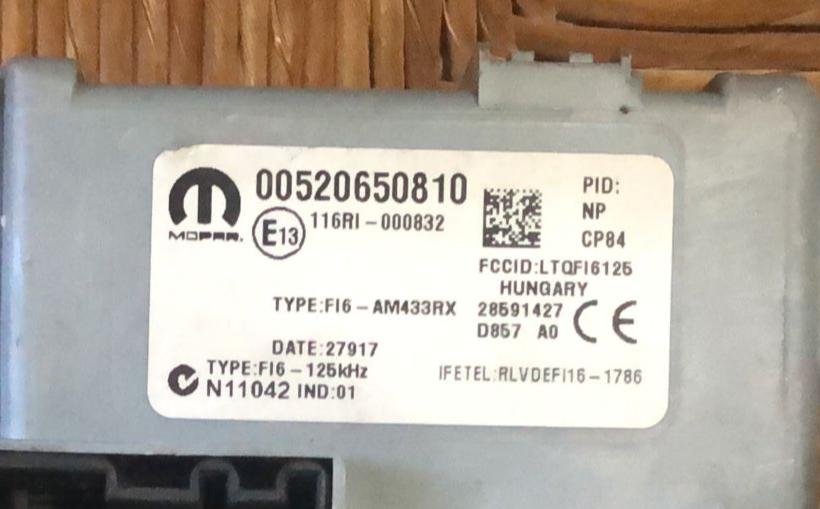 00520650810
MOPAR.
E13
116RI-000832
PID:
NP
CP84
FCCID:LTQFI6125
HUNGARY
TYPE:FI6-AM433RX
28591427
D857 A0
CE
DATE:27917
TYPE:FI6-125kHz
N11042 IND:01
IFETEL:RLVDEFI16-1786